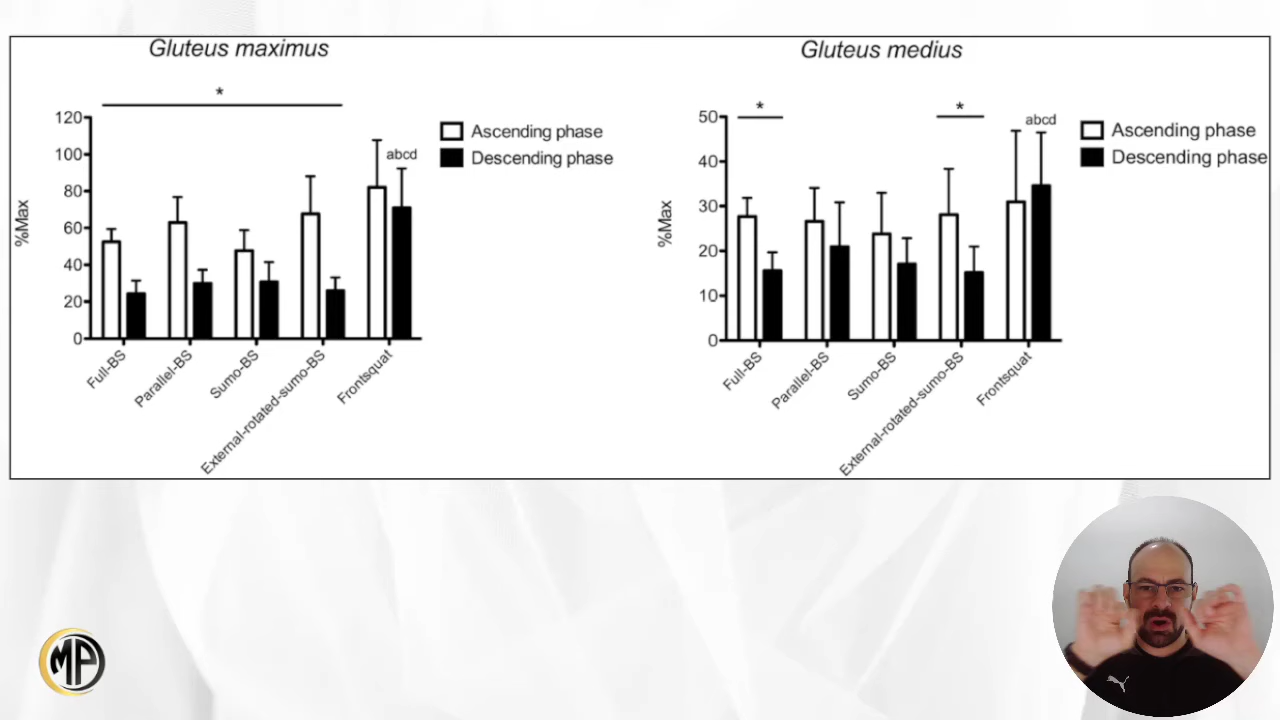 Gluteus maximus
*
120
100
80
60
40
20
0
%Max
abcd
Ascending phase
Descending phase
Full-BS
Parallel-BS
Sumo-BS
External-rotated-sumo-BS
Frontsquat
Gluteus medius
*
*
50
40
30
20
10
0
%Max
abcd
Ascending phase
Descending phase
Full-BS
Parallel-BS
Sumo-BS
External-rotated-sumo-BS
Frontsquat
MP